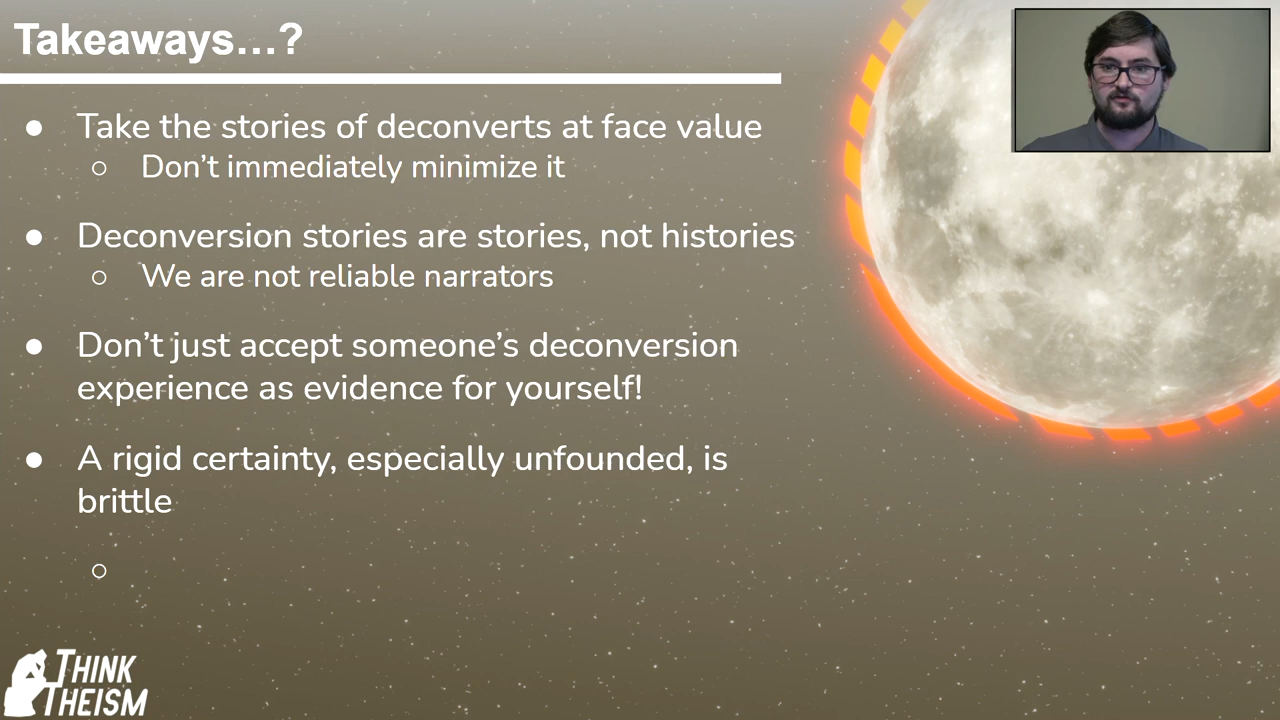 Takeaways...?
● Take the stories of deconverts at face value
○ Don’t immediately minimize it
● Deconversion stories are stories, not histories
○ We are not reliable narrators
● Don’t just accept someone’s deconversion
experience as evidence for yourself!
● A rigid certainty, especially unfounded, is
brittle
○
THINK
THEISM